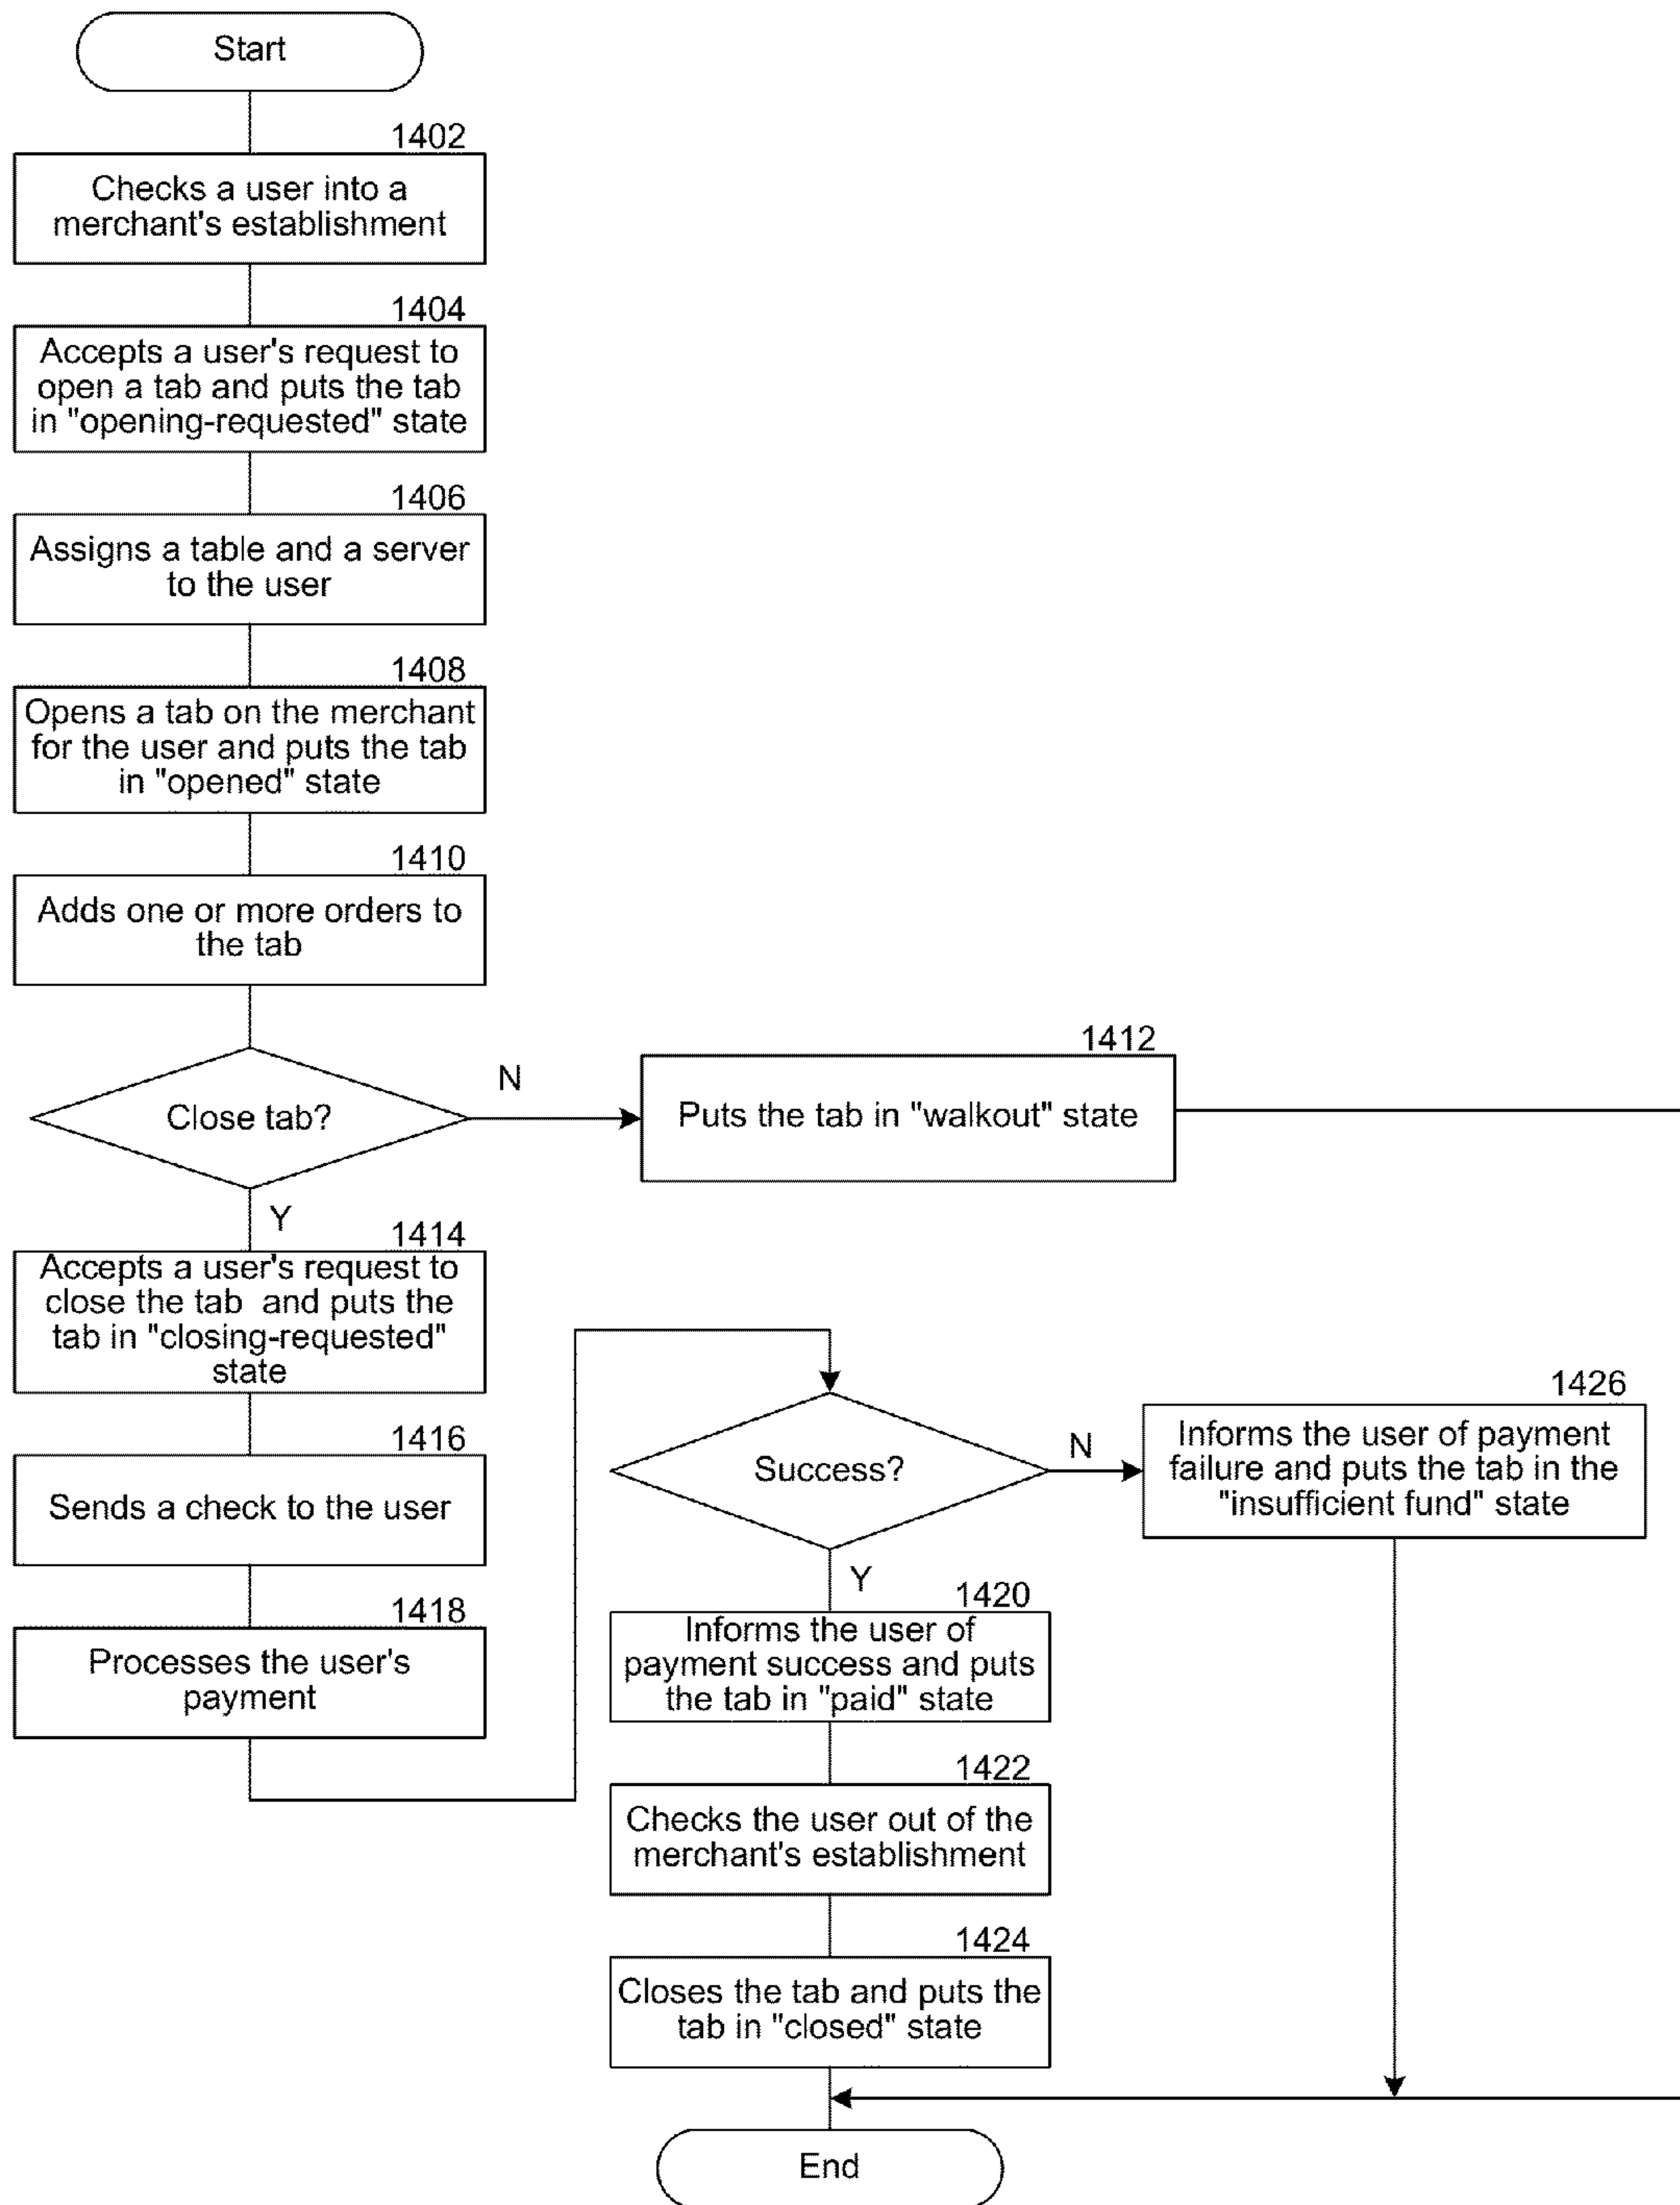 Start
1402
Checks a user into a
merchant's establishment
1404
Accepts a user's request to
open a tab and puts the tab
in "opening-requested" state
1406
Assigns a table and a server
to the user
1408
Opens a tab on the merchant
for the user and puts the tab
in "opened" state
1410
Adds one or more orders to
the tab
Close tab?
N
1412
Puts the tab in "walkout" state
Y
1414
Accepts a user's request to
close the tab and puts the
tab in "closing-requested"
state
1416
Sends a check to the user
1418
Processes the user's
payment
Success?
N
1426
Informs the user of payment
failure and puts the tab in the
"insufficient fund" state
Y
1420
Informs the user of
payment success and puts
the tab in "paid" state
1422
Checks the user out of the
merchant's establishment
1424
Closes the tab and puts the
tab in "closed" state
End